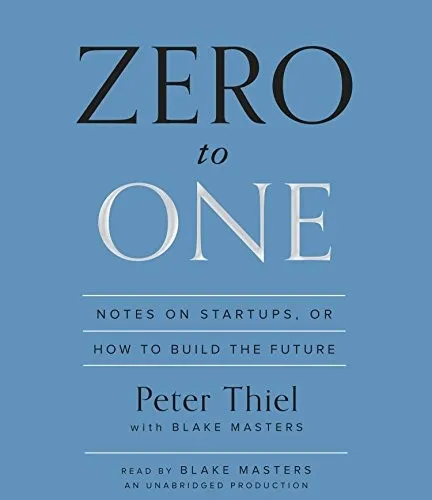 ZERO
to
ONE
NOTES ON STARTUPS, OR
HOW TO BUILD THE FUTURE
Peter Thiel
with BLAKE MASTERS
READ BY BLAKE MASTERS
AN UNABRIDGED PRODUCTION